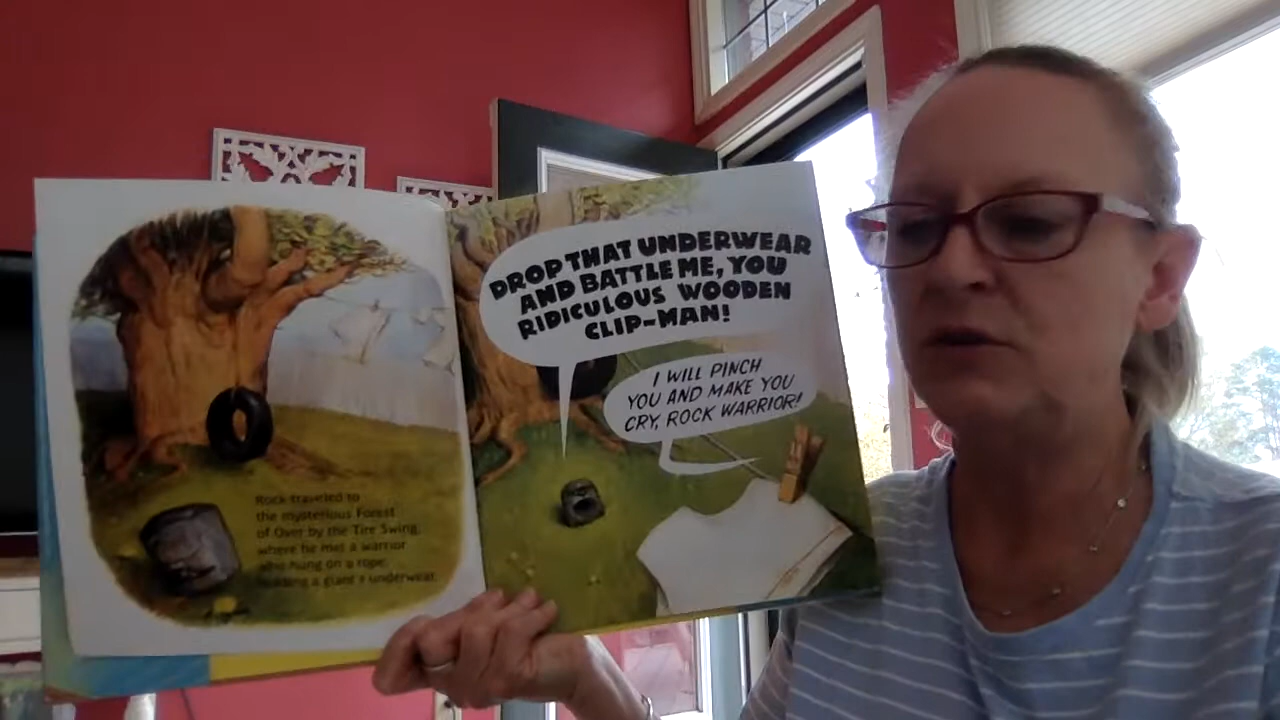 Rock traveled to
the mysterious Forest
of Over by the Tire Swing,
where he met a warrior
who hung on a rope,
holding a giant's underwear.
DROP THAT UNDERWEAR
AND BATTLE ME, YOU
RIDICULOUS WOODEN
CLIP-MAN!
I WILL PINCH
YOU AND MAKE YOU
CRY, ROCK WARRIOR!